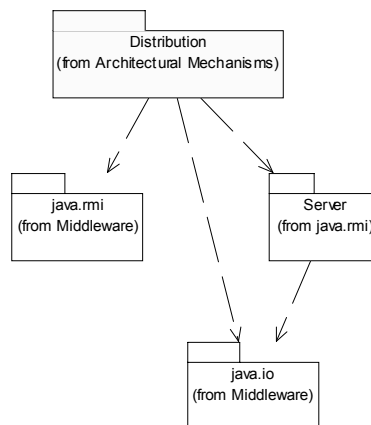 Distribution
(from Architectural Mechanisms)
java.rmi
(from Middleware)
Server
(from java.rmi)
java.io
(from Middleware)